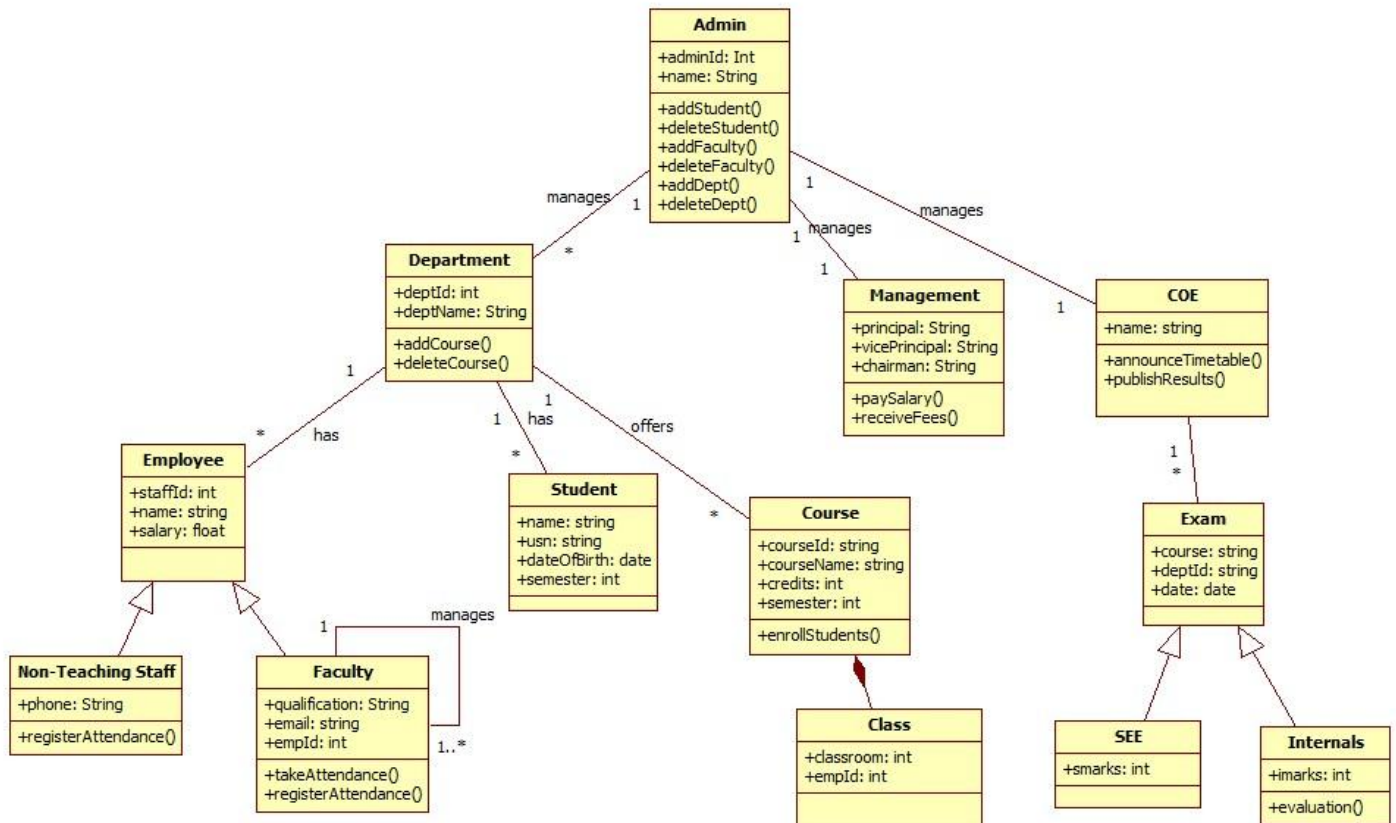 Admin
+adminId: Int
+name: String
+addStudent()
+deleteStudent()
+addFaculty()
+deleteFaculty()
+addDept()
+deleteDept()
manages
1
*
1
manages
1
1
manages
1
Department
+deptId: int
+deptName: String
+addCourse()
+deleteCourse()
Management
+principal: String
+vicePrincipal: String
+chairman: String
+paySalary()
+receiveFees()
COE
+name: string
+announceTimetable()
+publishResults()
1
*
has
1
has
*
1
offers
*
1
*
Employee
+staffId: int
+name: string
+salary: float
Student
+name: string
+usn: string
+dateOfBirth: date
+semester: int
Course
+courseId: string
+courseName: string
+credits: int
+semester: int
+enrollStudents()
Exam
+course: string
+deptId: string
+date: date
manages
1
1..*
Non-Teaching Staff
+phone: String
+registerAttendance()
Faculty
+qualification: String
+email: string
+empId: int
+takeAttendance()
+registerAttendance()
Class
+classroom: int
+empId: int
SEE
+smarks: int
Internals
+imarks: int
+evaluation()